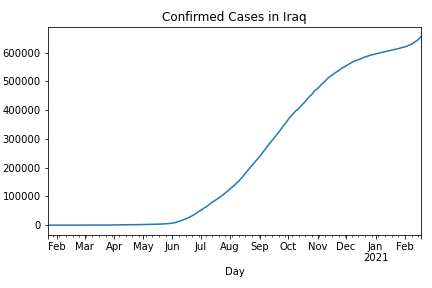 Confirmed Cases in Iraq
600000
500000
400000
300000
200000
100000
0
Feb Mar Apr May Jun Jul Aug Sep Oct Nov Dec Jan Feb
2021
Day